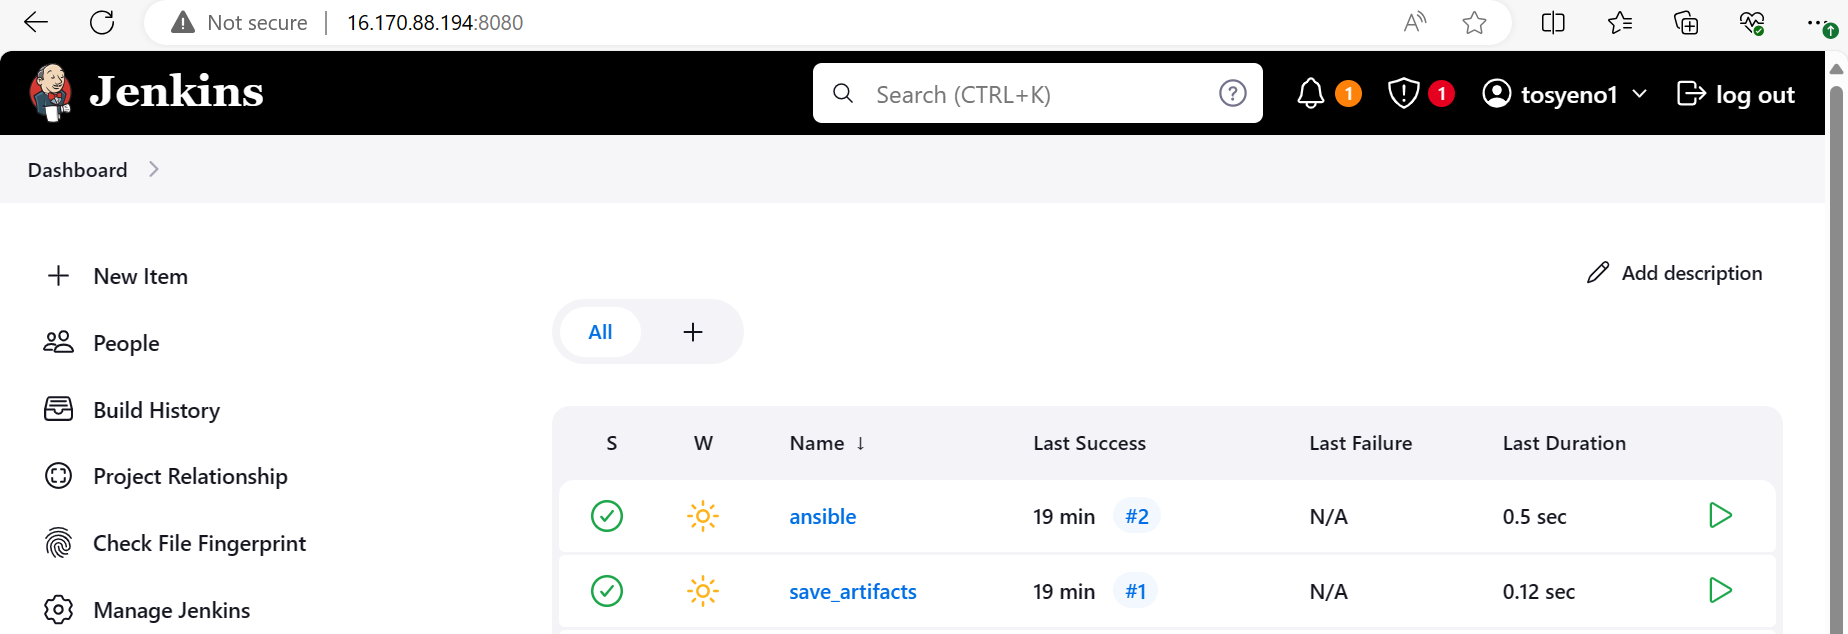 Not secure 16.170.88.194:8080
Jenkins Search (CTRL+K) 1 1 tosyeno1 log out
Dashboard
New Item
People
Build History
Project Relationship
Check File Fingerprint
Manage Jenkins
Add description
All
S W Name ↓ Last Success Last Failure Last Duration
ansible 19 min #2 N/A 0.5 sec
save_artifacts 19 min #1 N/A 0.12 sec